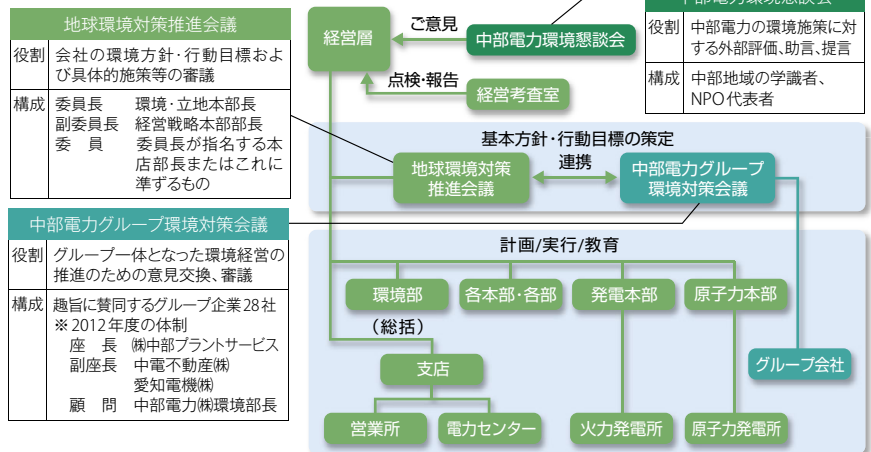 地球環境対策推進会議
役割 会社の環境方針・行動目標およ
び具体的施策等の審議
構成 委員長 環境・立地本部長
副委員長 経営戦略本部部長
委 員 委員長が指名する本
店部長またはこれに
準ずるもの
経営層
ご意見
中部電力環境懇談会
点検・報告
経営考査室
中部電力環境懇談会
役割 中部電力の環境施策に対
する外部評価、助言、提言
構成 中部地域の学識者、
NPO代表者
基本方針・行動目標の策定
地球環境対策
推進会議
連携
中部電力グループ
環境対策会議
中部電力グループ環境対策会議
役割 グループ一体となった環境経営の
推進のための意見交換、審議
構成 趣旨に賛同するグループ企業28社
※2012年度の体制
座 長 ㈱中部プラントサービス
副座長 中電不動産㈱
愛知電機㈱
顧 問 中部電力㈱環境部長
計画/実行/教育
環境部
各本部・各部
発電本部
原子力本部
（総括）
支店
グループ会社
営業所
電力センター
火力発電所
原子力発電所